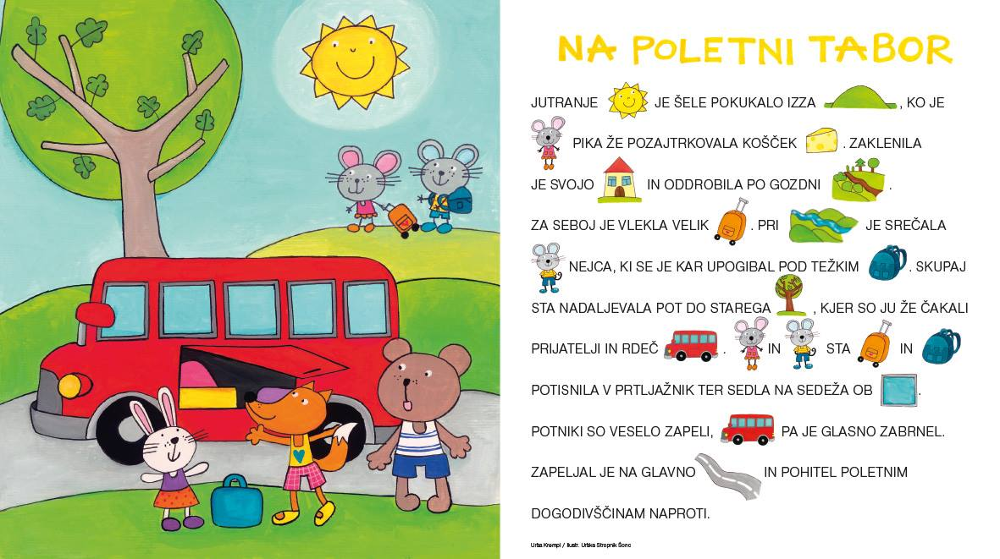 NA POLETNI TABOR
JUTRANJE JE ŠELE POKUKALO IZZA , KO JE
PIKA ŽE POZAJTRKOVALA KOŠČEK . ZAKLENILA
JE SVOJO IN ODDROBILA PO GOZDNI .
ZA SEBOJ JE VLEKLA VELIK . PRI JE SREČALA
NEJCA, KI SE JE KAR UPOGIBAL POD TEŽKIM . SKUPAJ
STA NADALJEVALA POT DO STAREGA , KJER SO JU ŽE ČAKALI
PRIJATELJI IN RDEČ . IN STA IN
POTISNILA V PRTLJAŽNIK TER SEDLA NA SEDEŽA OB .
POTNIKI SO VESELO ZAPELI, PA JE GLASNO ZABRNEL.
ZAPELJAL JE NA GLAVNO IN POHITEL POLETNIM
DOGODIVŠČINAM NAPROTI.
Urša Krempl / Ilustr. Urška Stropnik Šonc